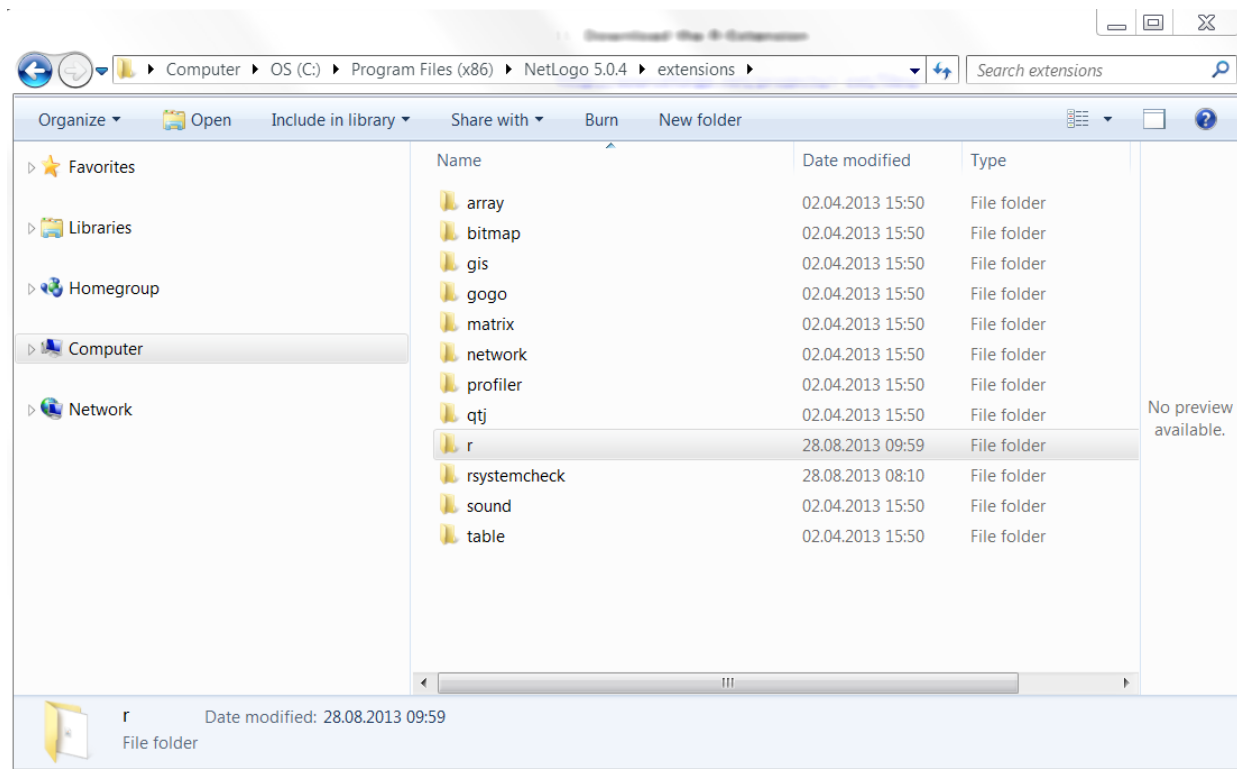 Download the R-Extension
Computer OS (C:) Program Files (x86) NetLogo 5.0.4 extensions Search extensions
Organize Open Include in library Share with Burn New folder
Favorites
Libraries
Homegroup
Computer
Network
Name Date modified Type
array 02.04.2013 15:50 File folder
bitmap 02.04.2013 15:50 File folder
gis 02.04.2013 15:50 File folder
gogo 02.04.2013 15:50 File folder
matrix 02.04.2013 15:50 File folder
network 02.04.2013 15:50 File folder
profiler 02.04.2013 15:50 File folder
qtj 02.04.2013 15:50 File folder
r 28.08.2013 09:59 File folder
rsystemcheck 28.08.2013 08:10 File folder
sound 02.04.2013 15:50 File folder
table 02.04.2013 15:50 File folder
No preview
available.
r Date modified: 28.08.2013 09:59
File folder